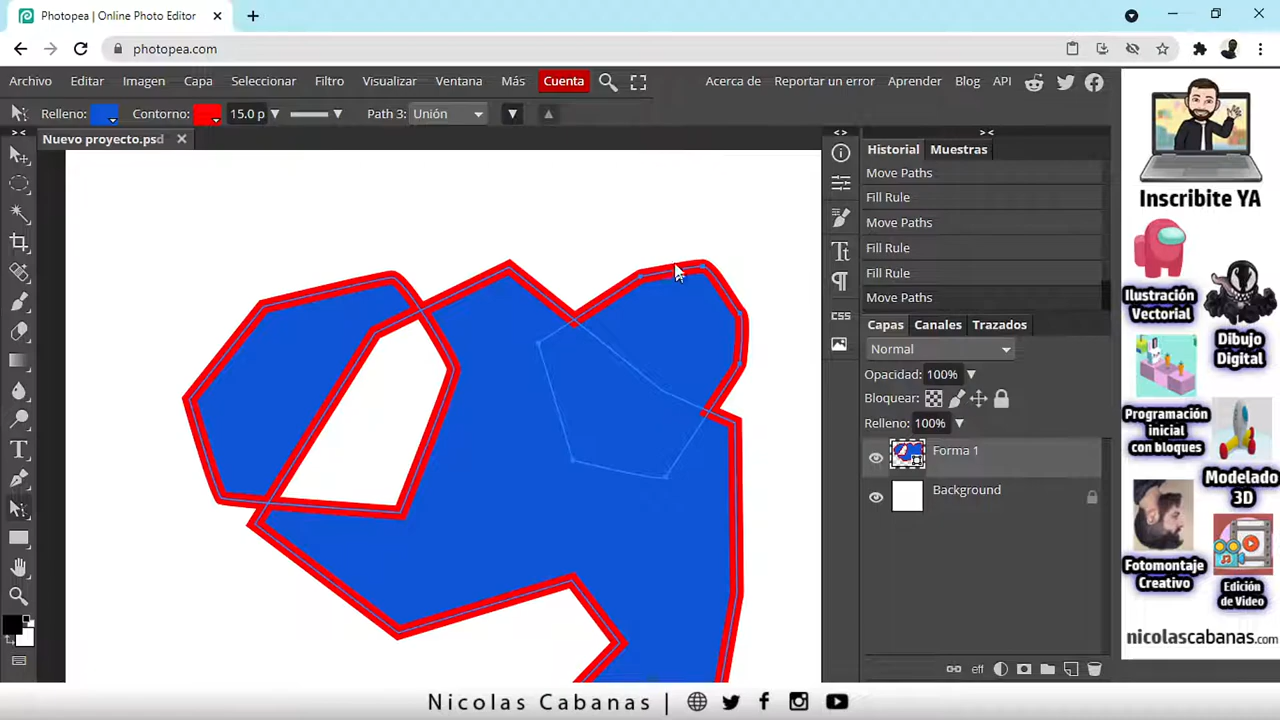 Photopea | Online Photo Editor
photopea.com
Archivo Editar Imagen Capa Seleccionar Filtro Visualizar Ventana Más Cuenta
Acerca de Reportar un error Aprender Blog API
Relleno: Contorno: 15.0 p Path 3: Unión
Nuevo proyecto.psd
Historial Muestras
Move Paths
Fill Rule
Move Paths
Fill Rule
Fill Rule
Move Paths
CSS
Capas Canales Trazados
Normal
Opacidad: 100%
Bloquear:
Relleno: 100%
Forma 1
Background
eff
Inscribite YA
Ilustración
Vectorial
Dibujo
Digital
Programación
inicial
con bloques
Modelado
3D
Fotomontaje
Creativo
Edición
de Video
nicolascabanas.com
Nicolas Cabanas |